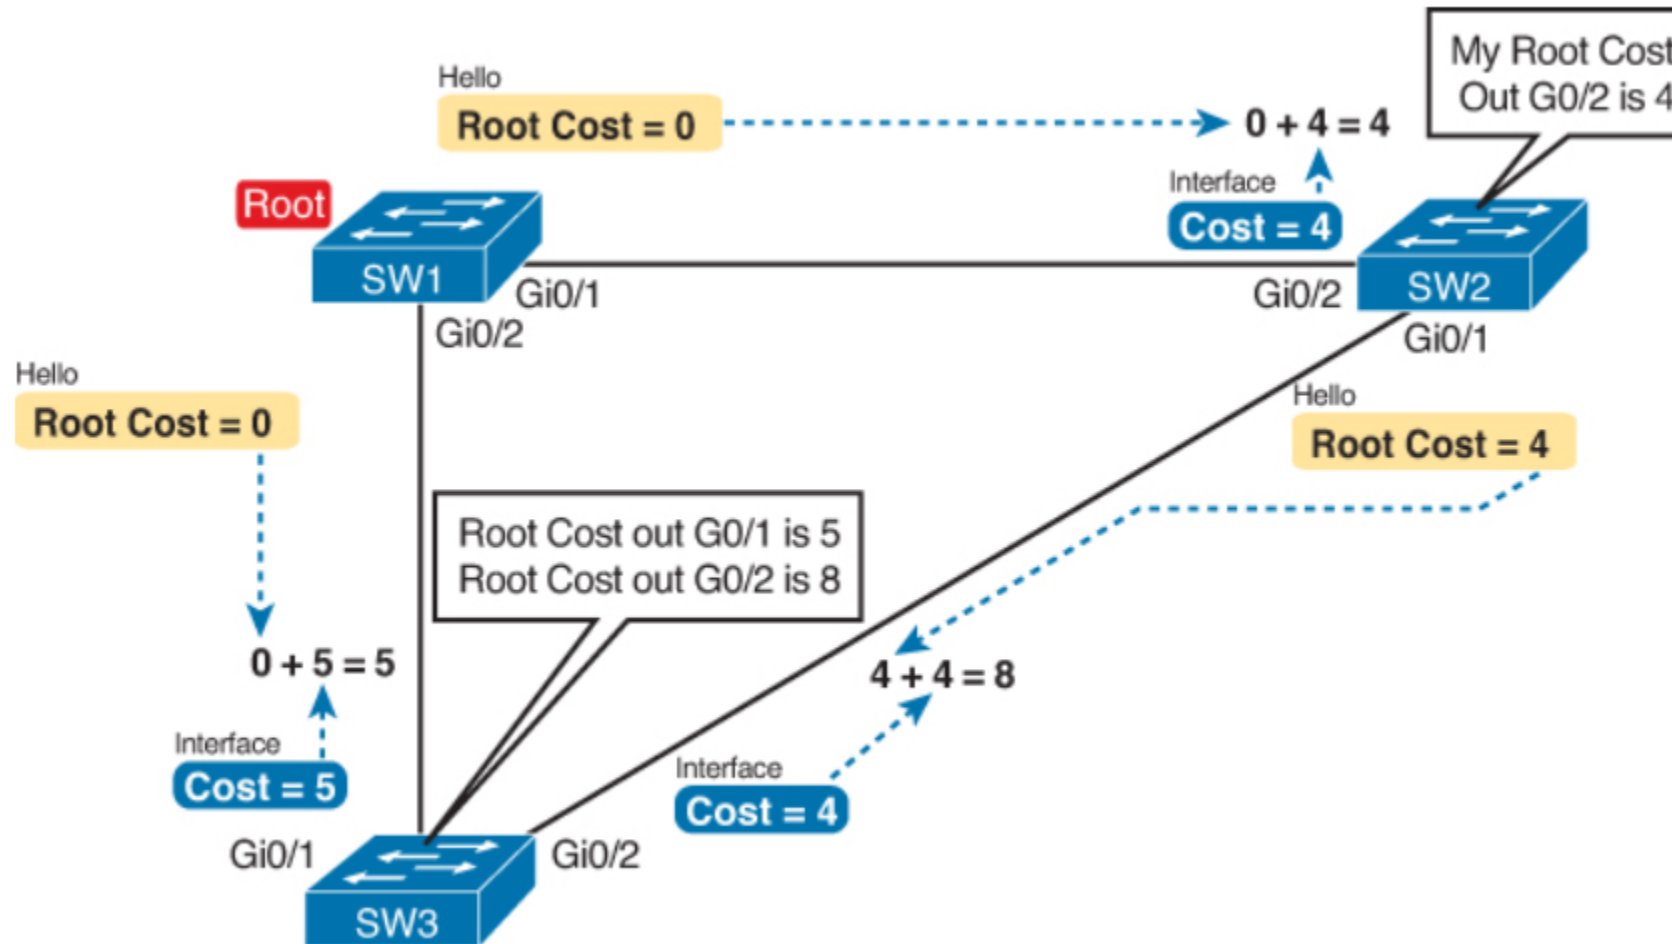 Hello
Root Cost = 0
0 + 4 = 4
My Root Cost
Out G0/2 is 4
Interface
Cost = 4
Root
SW1
Gi0/1
Gi0/2
Gi0/2
SW2
Gi0/1
Hello
Root Cost = 0
Hello
Root Cost = 4
Root Cost out G0/1 is 5
Root Cost out G0/2 is 8
0 + 5 = 5
4 + 4 = 8
Interface
Cost = 5
Interface
Cost = 4
Gi0/1
Gi0/2
SW3